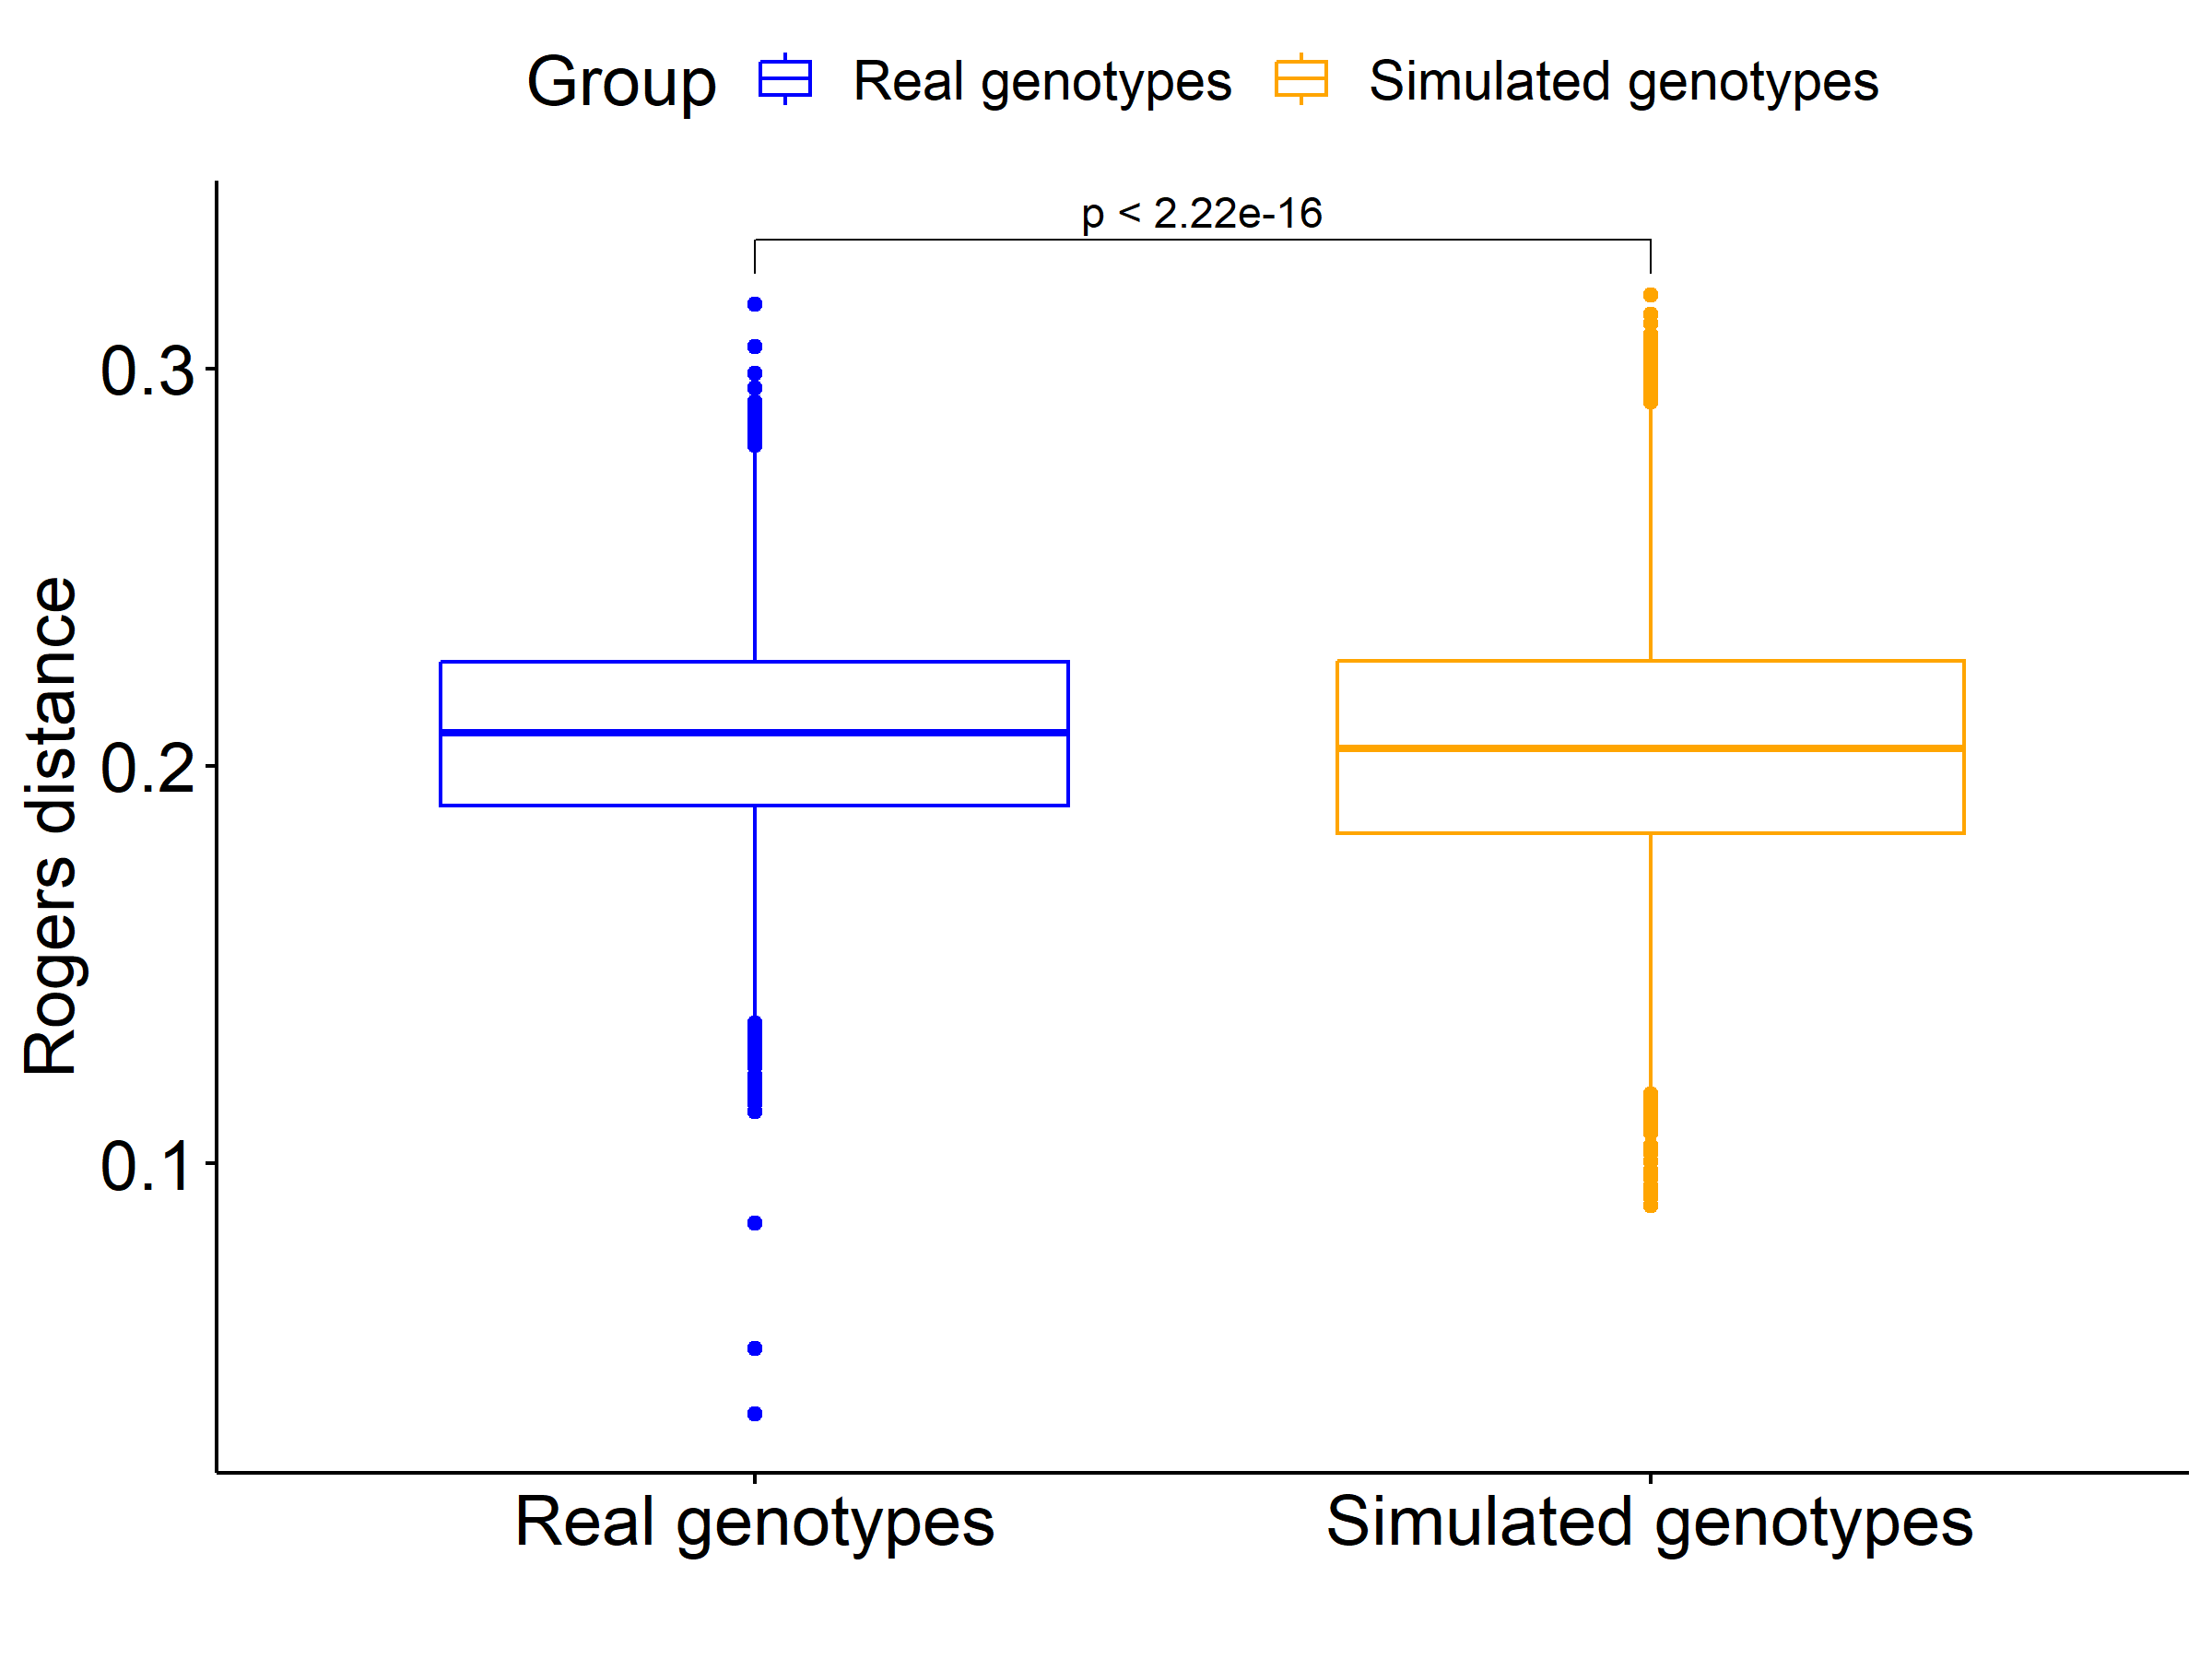 Group Real genotypes Simulated genotypes
p < 2.22e-16
Rogers distance
0.3
0.2
0.1
Real genotypes Simulated genotypes